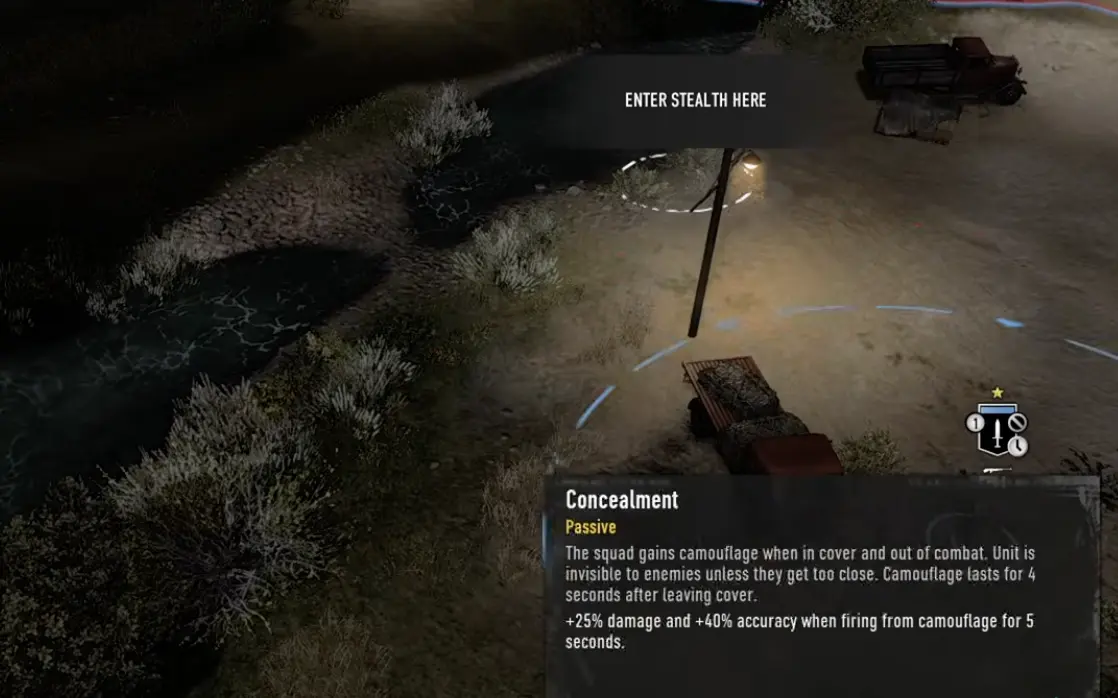 ENTER STEALTH HERE
1
Concealment
Passive
The squad gains camouflage when in cover and out of combat. Unit is
invisible to enemies unless they get too close. Camouflage lasts for 4
seconds after leaving cover.
+25% damage and +40% accuracy when firing from camouflage for 5
seconds.